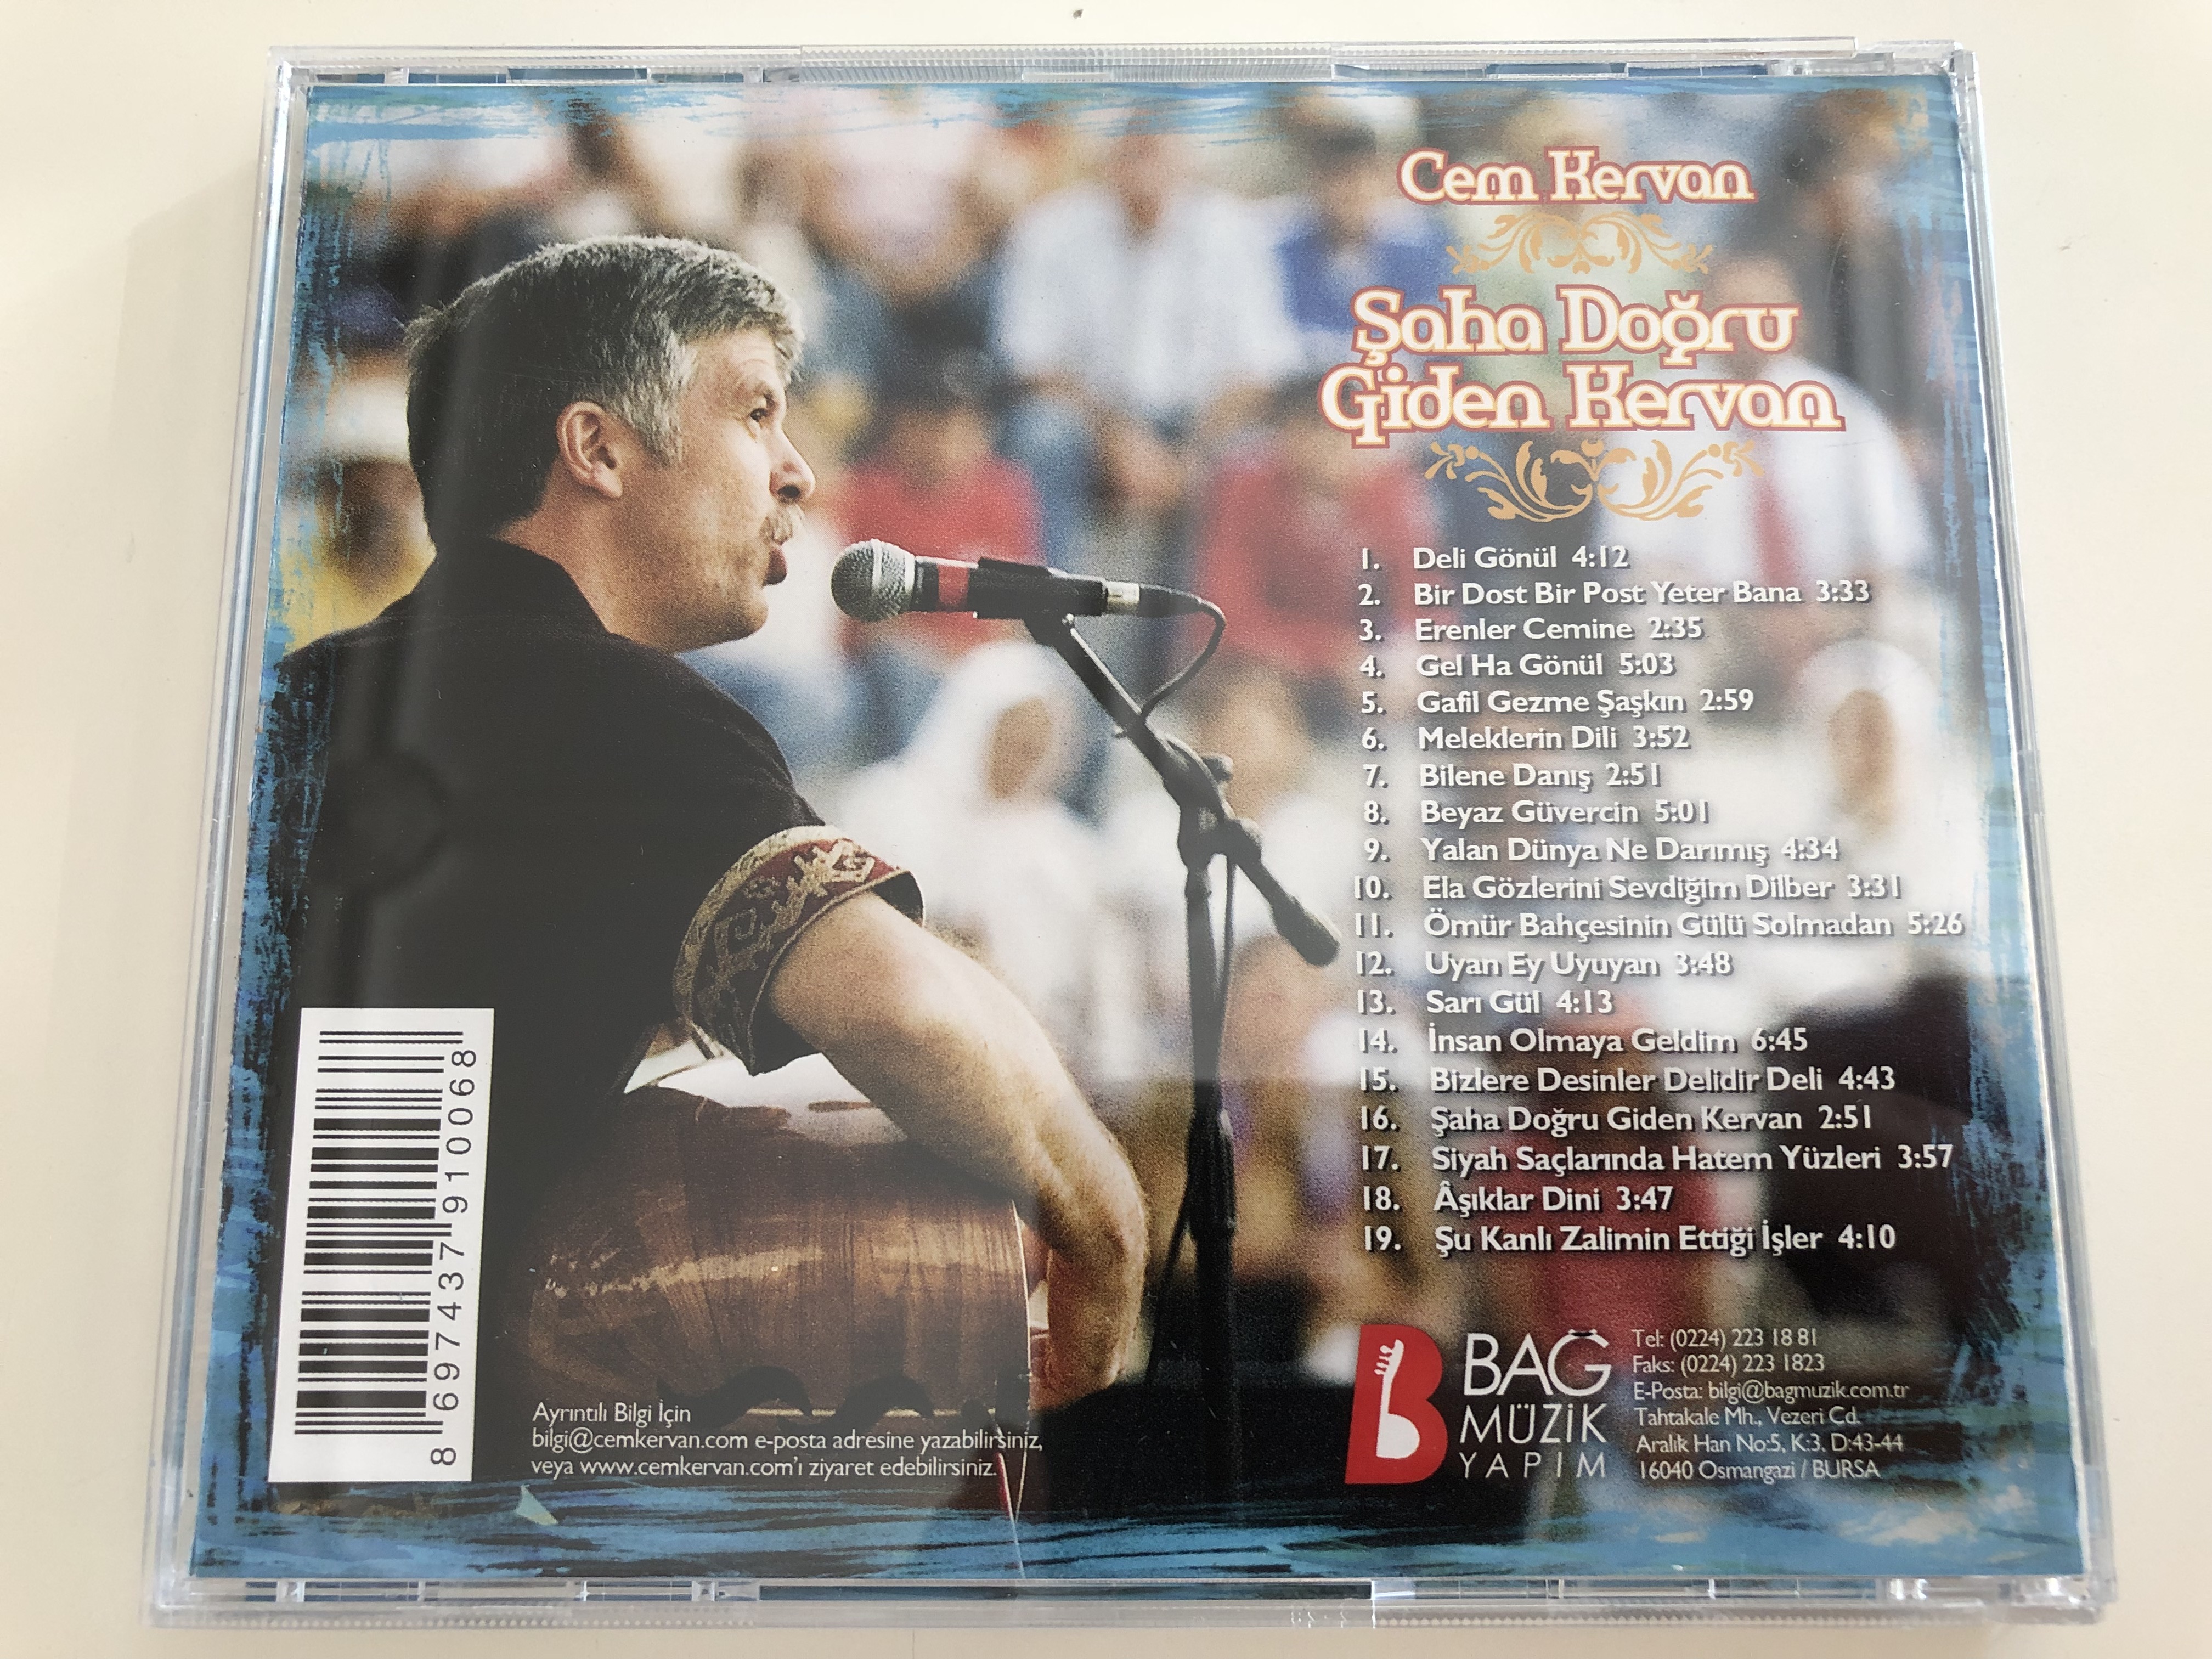 Cem Kervan
Şaha Doğru
Giden Kervan
1. Deli Gönül 4:12
2. Bir Dost Bir Post Yeter Bana 3:33
3. Erenler Cemine 2:35
4. Gel Ha Gönül 5:03
5. Gafil Gezme Şaşkın 2:59
6. Meleklerin Dili 3:52
7. Bilene Danış 2:51
8. Beyaz Güvercin 5:01
9. Yalan Dünya Ne Darımış 4:34
10. Ela Gözlerini Sevdiğim Dilber 3:31
11. Ömür Bahçesinin Gülü Solmadan 5:26
12. Uyan Ey Uyuyan 3:48
13. Sarı Gül 4:13
14. İnsan Olmaya Geldim 6:45
15. Bizlere Desinler Delidir Deli 4:43
16. Şaha Doğru Giden Kervan 2:51
17. Siyah Saçlarında Hatem Yüzleri 3:57
18. Âşıklar Dini 3:47
19. Şu Kanlı Zalimin Ettiği İşler 4:10
BAĞ
MÜZİK
YAPIM
Tel: (0224) 223 18 81
Faks: (0224) 223 1823
E-Posta: bilgi@bagmuzik.com.tr
Tahtakale Mh., Vezeri Cd.
Aralık Han No:5, K:3, D:43-44
16040 Osmangazi / BURSA
Ayrıntılı Bilgi İçin
bilgi@cemkervan.com e-posta adresine yazabilirsiniz,
veya www.cemkervan.com'ı ziyaret edebilirsiniz.
8 697437 910068